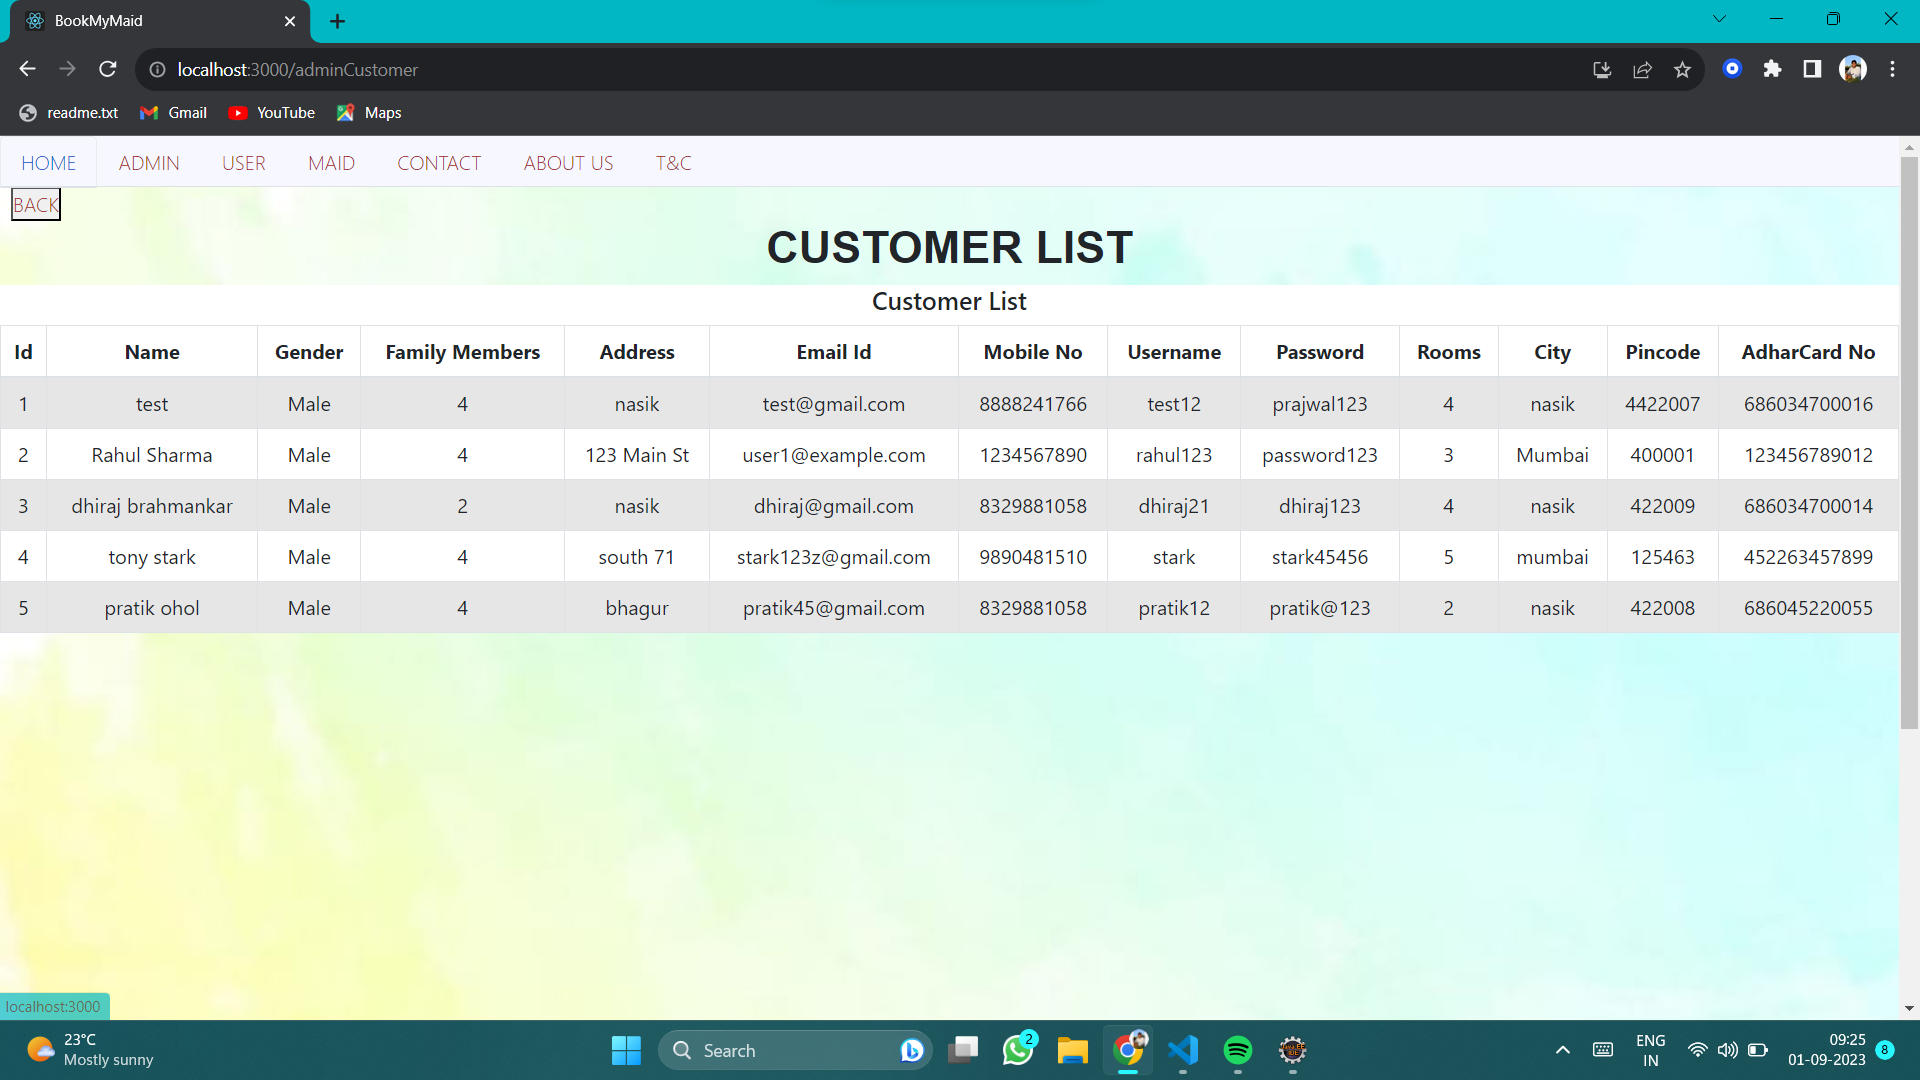 BookMyMaid
localhost:3000/adminCustomer
readme.txt Gmail YouTube Maps
HOME ADMIN USER MAID CONTACT ABOUT US T&C
BACK
CUSTOMER LIST
Customer List
Id Name Gender Family Members Address Email Id Mobile No Username Password Rooms City Pincode AdharCard No
1 test Male 4 nasik test@gmail.com 8888241766 test12 prajwal123 4 nasik 4422007 686034700016
2 Rahul Sharma Male 4 123 Main St user1@example.com 1234567890 rahul123 password123 3 Mumbai 400001 123456789012
3 dhiraj brahmankar Male 2 nasik dhiraj@gmail.com 8329881058 dhiraj21 dhiraj123 4 nasik 422009 686034700014
4 tony stark Male 4 south 71 stark123z@gmail.com 9890481510 stark stark45456 5 mumbai 125463 452263457899
5 pratik ohol Male 4 bhagur pratik45@gmail.com 8329881058 pratik12 pratik@123 2 nasik 422008 686045220055
localhost:3000
23°C
Mostly sunny
Search
2
ENG
IN
09:25
01-09-2023
8